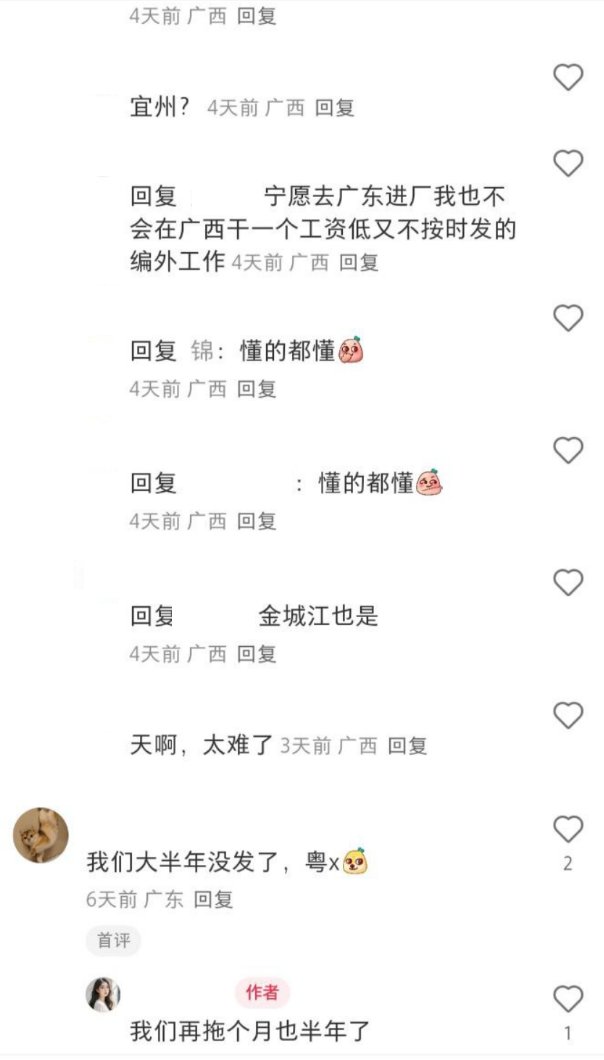 4天前 广西 回复
宜州? 4天前 广西 回复
回复 宁愿去广东进厂我也不
会在广西干一个工资低又不按时发的
编外工作 4天前 广西 回复
回复 锦：懂的都懂
4天前 广西 回复
回复 ：懂的都懂
4天前 广西 回复
回复 金城江也是
4天前 广西 回复
天啊，太难了 3天前 广西 回复
我们大半年没发了，粤x
2
6天前 广东 回复
首评
作者
我们再拖个月也半年了
1